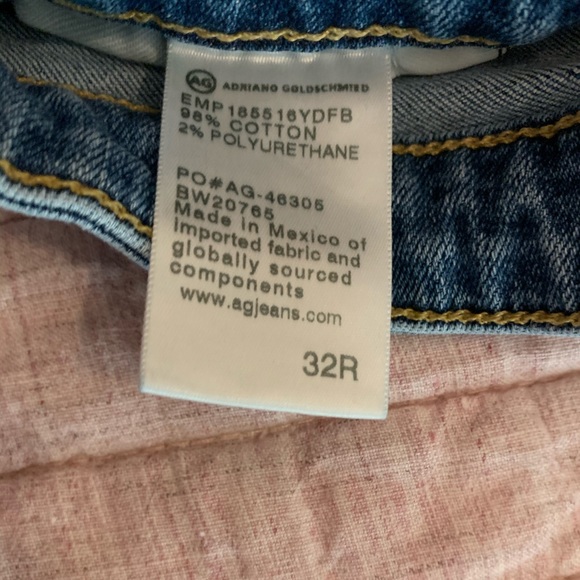 AG ADRIANO GOLDSCHMIED
EMP185516YDFB
98% COTTON
2% POLYURETHANE
PO#AG-46305
BW20765
Made in Mexico of
Imported fabric and
globally sourced
components
www.agjeans.com
32R